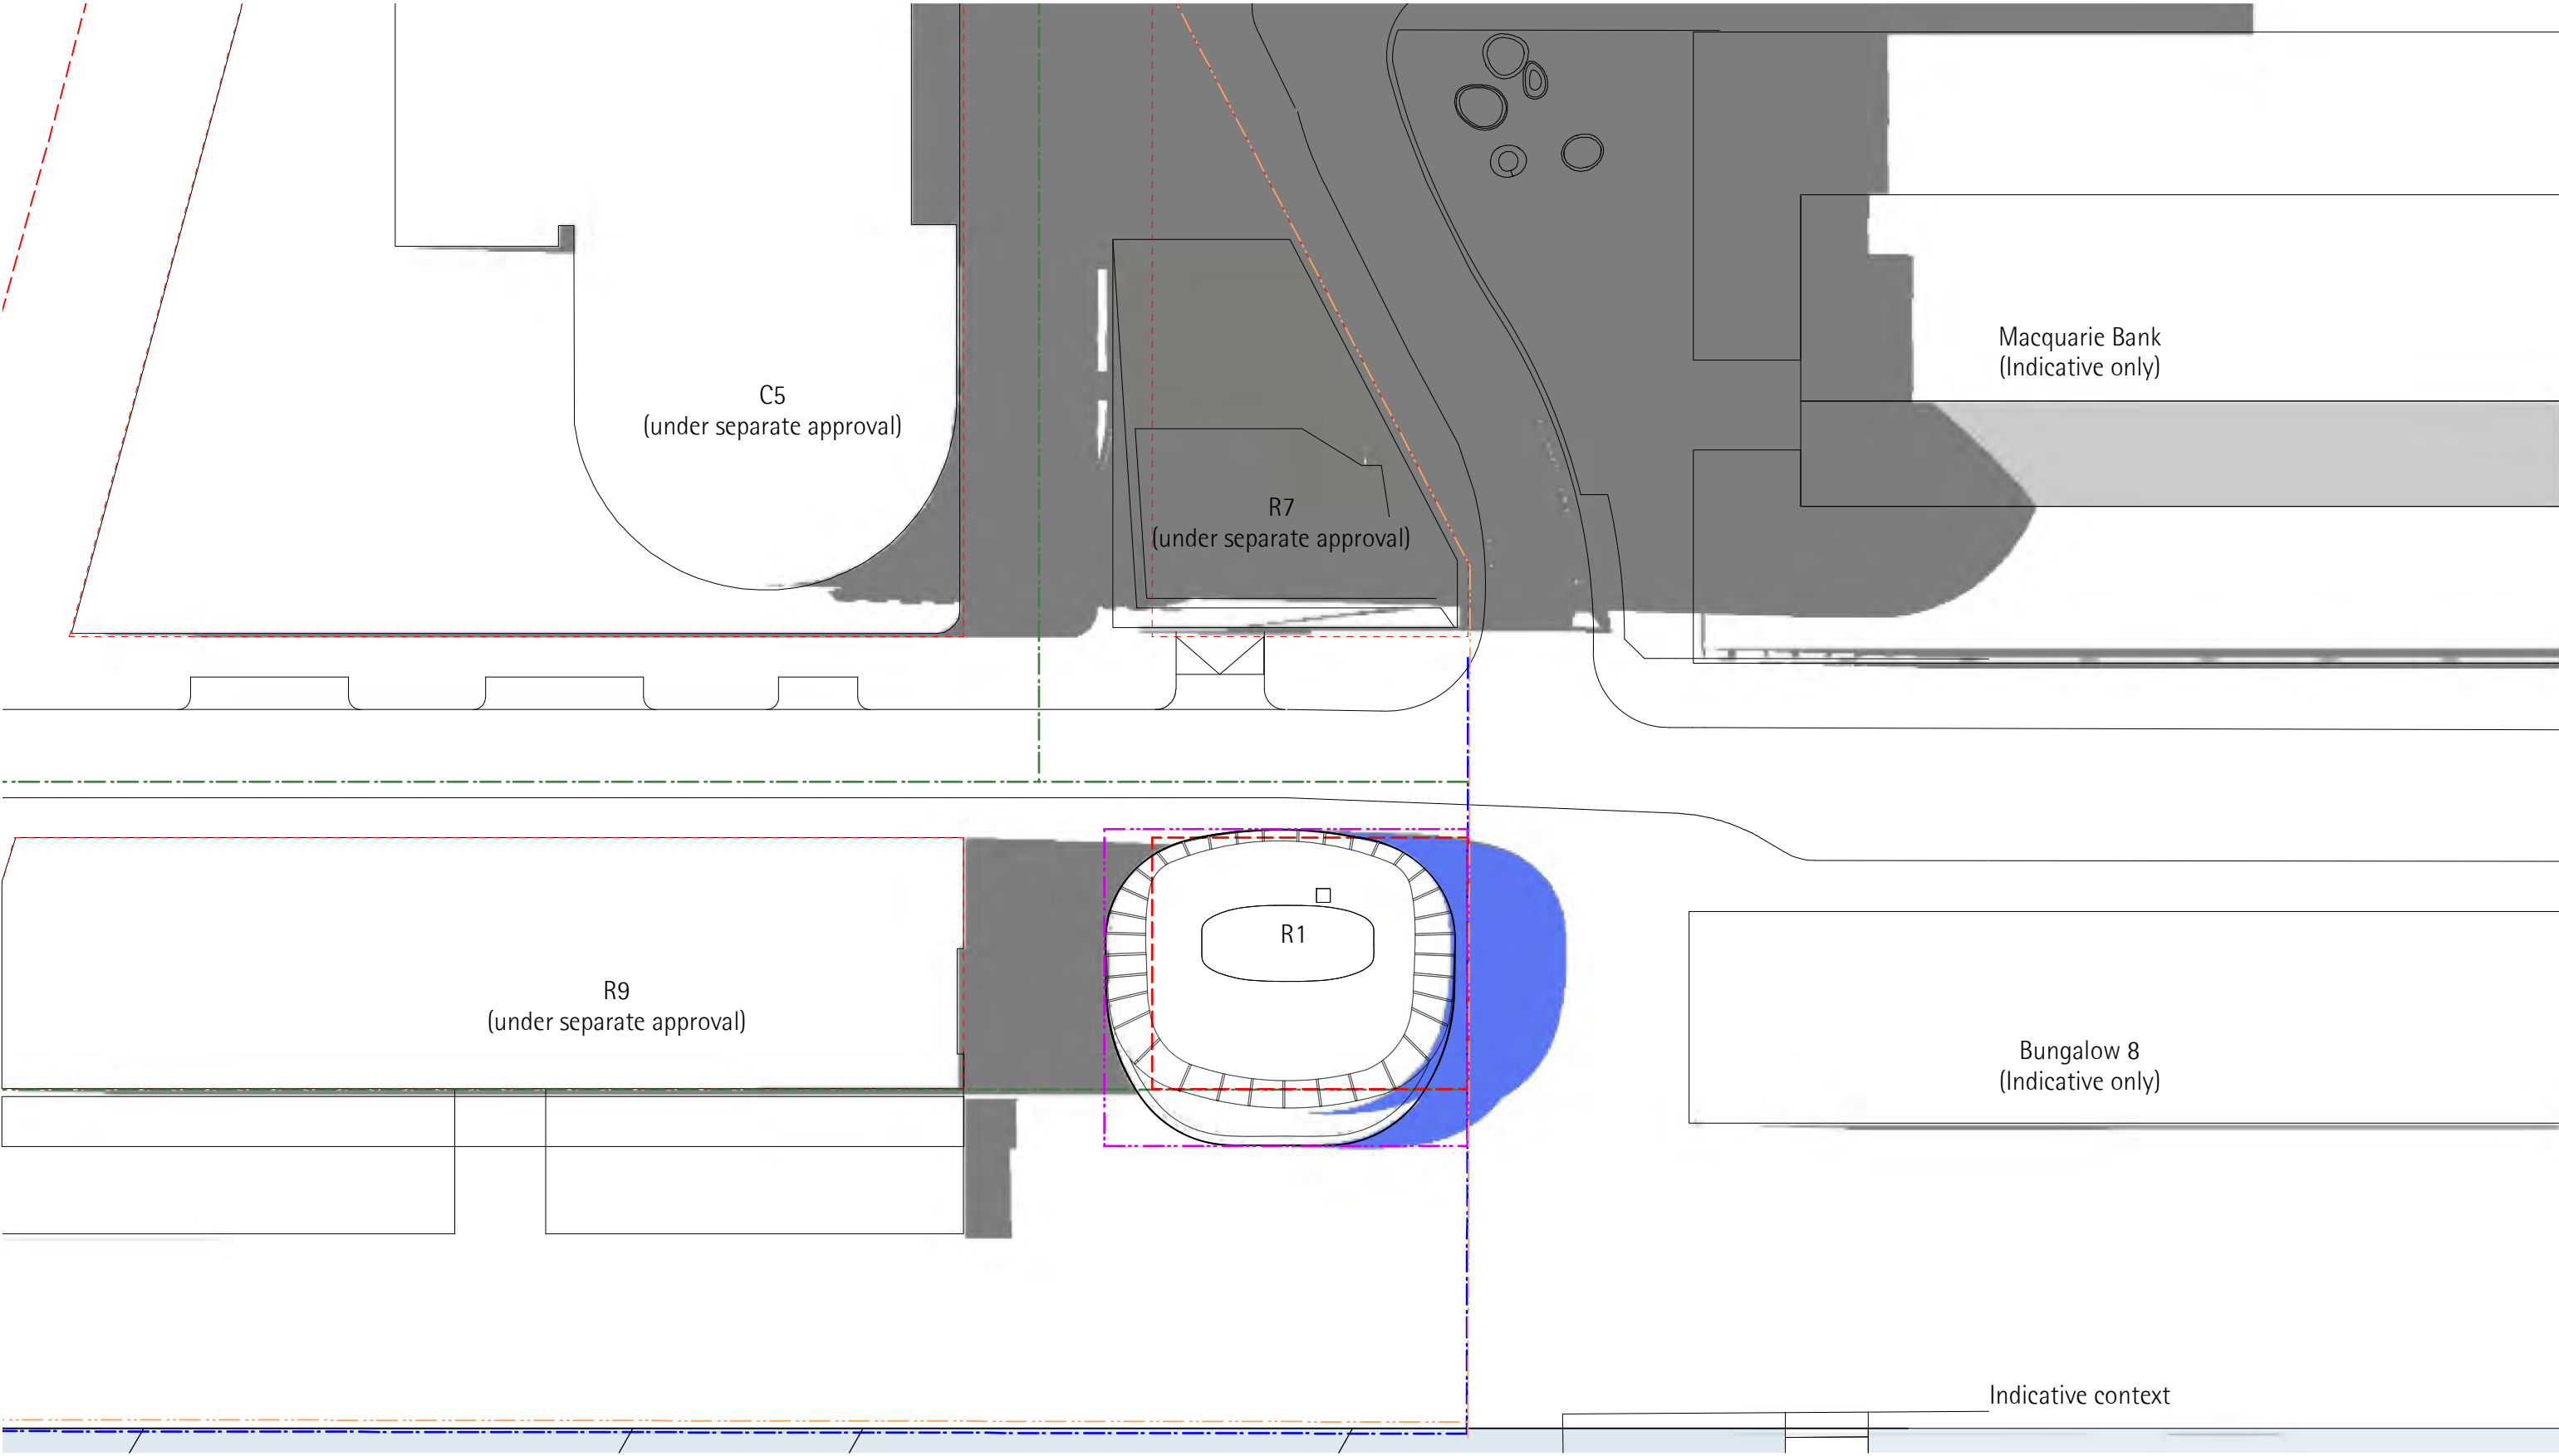 Macquarie Bank
(Indicative only)
C5
(under separate approval)
R7
(under separate approval)
R1
R9
(under separate approval)
Bungalow 8
(Indicative only)
Indicative context